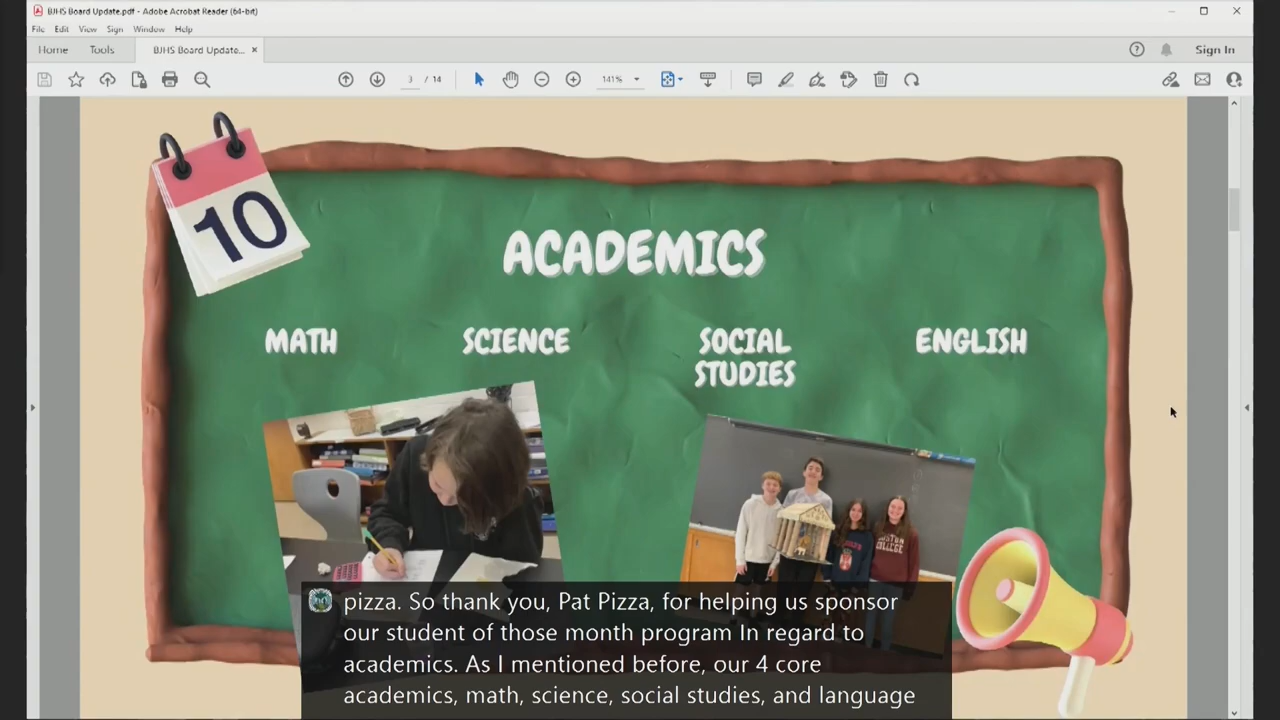 BJHS Board Update.pdf - Adobe Acrobat Reader (64-bit)
File Edit View Sign Window Help
Home Tools BJHS Board Update... × Sign In
3 / 14 141%
10
ACADEMICS
MATH SCIENCE SOCIAL STUDIES ENGLISH
BOSTON
COLLEGE
pizza. So thank you, Pat Pizza, for helping us sponsor
our student of those month program In regard to
academics. As I mentioned before, our 4 core
academics, math, science, social studies, and language